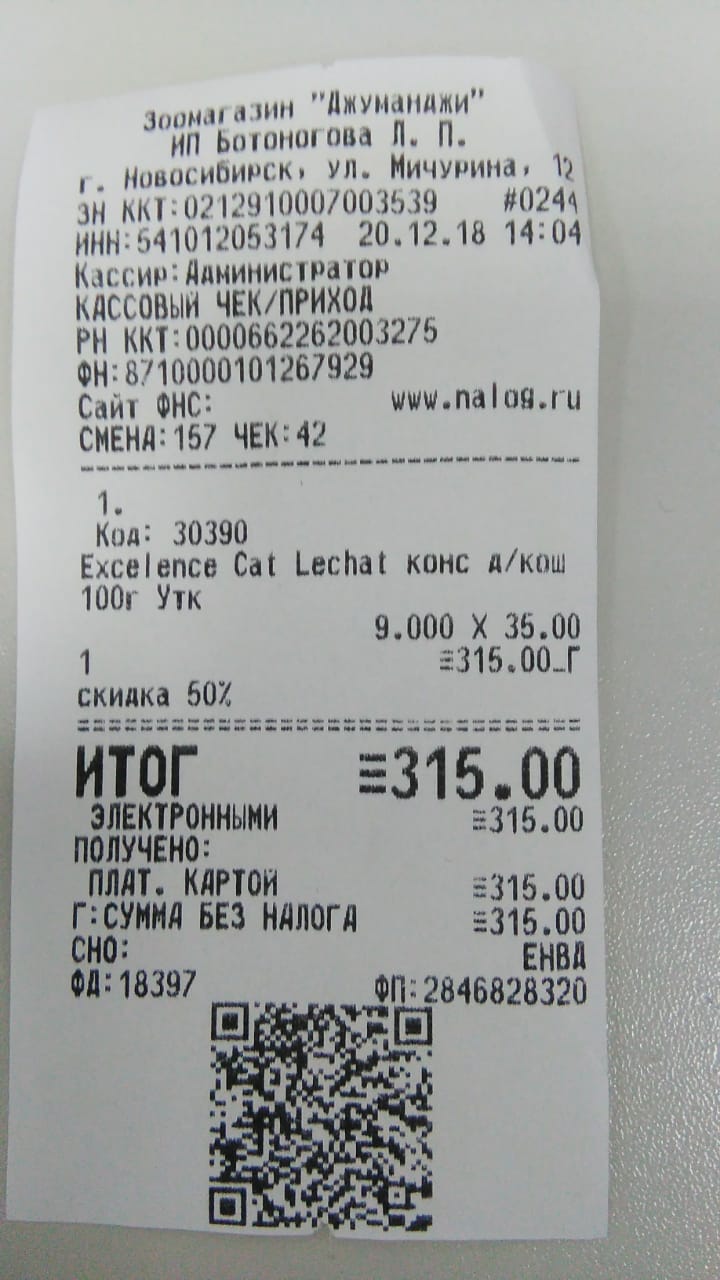 Зоомагазин "Джуманджи"
ИП Ботоногова Л. П.
г. Новосибирск, ул. Мичурина, 12
ЗН ККТ:0212910007003539 #0244
ИНН:541012053174 20.12.18 14:04
Кассир:Администратор
КАССОВЫЙ ЧЕК/ПРИХОД
РН ККТ:0000662262003275
ФН:8710000101267929
Сайт ФНС: www.nalog.ru
СМЕНА:157 ЧЕК:42
1.
Код: 30390
Excelence Cat Lechat конс д/кош
100г Утк
9.000 X 35.00
1 ≡315.00_Г
скидка 50%
ИТОГ ≡315.00
ЭЛЕКТРОННЫМИ ≡315.00
ПОЛУЧЕНО:
ПЛАТ. КАРТОЙ ≡315.00
Г:СУММА БЕЗ НАЛОГА ≡315.00
СНО: ЕНВД
ФД:18397 ФП:2846828320